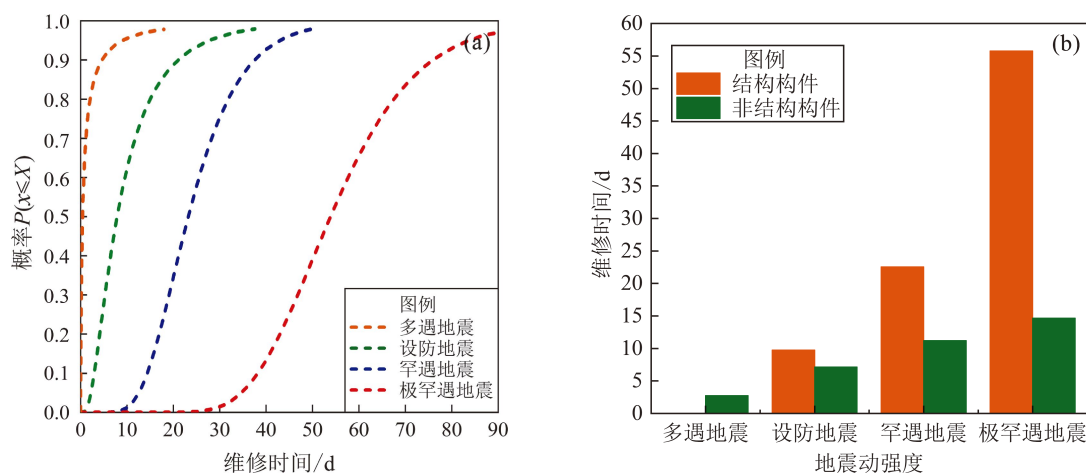 (a)
概率P(x≤X)
1.0
0.9
0.8
0.7
0.6
0.5
0.4
0.3
0.2
0.1
0.0
图例
多遇地震
设防地震
罕遇地震
极罕遇地震
0 10 20 30 40 50 60 70 80 90
维修时间/d
(b)
维修时间/d
60
55
50
45
40
35
30
25
20
15
10
5
0
图例
结构构件
非结构构件
多遇地震 设防地震 罕遇地震 极罕遇地震
地震动强度